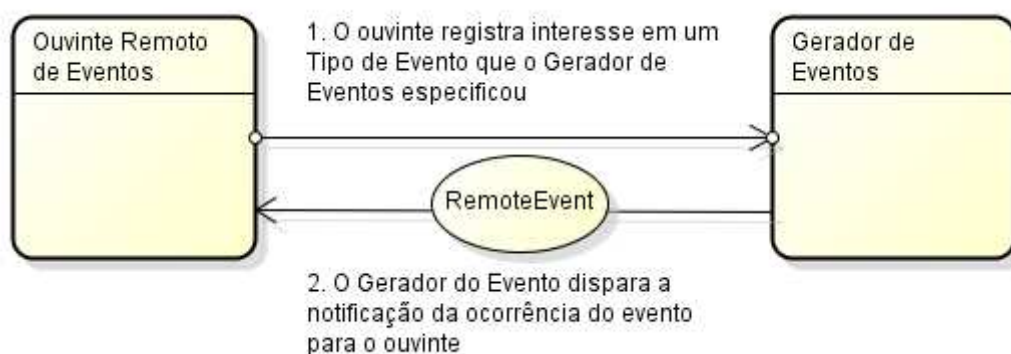 Ouvinte Remoto
de Eventos
1. O ouvinte registra interesse em um
Tipo de Evento que o Gerador de
Eventos especificou
Gerador de
Eventos
RemoteEvent
2. O Gerador do Evento dispara a
notificação da ocorrência do evento
para o ouvinte